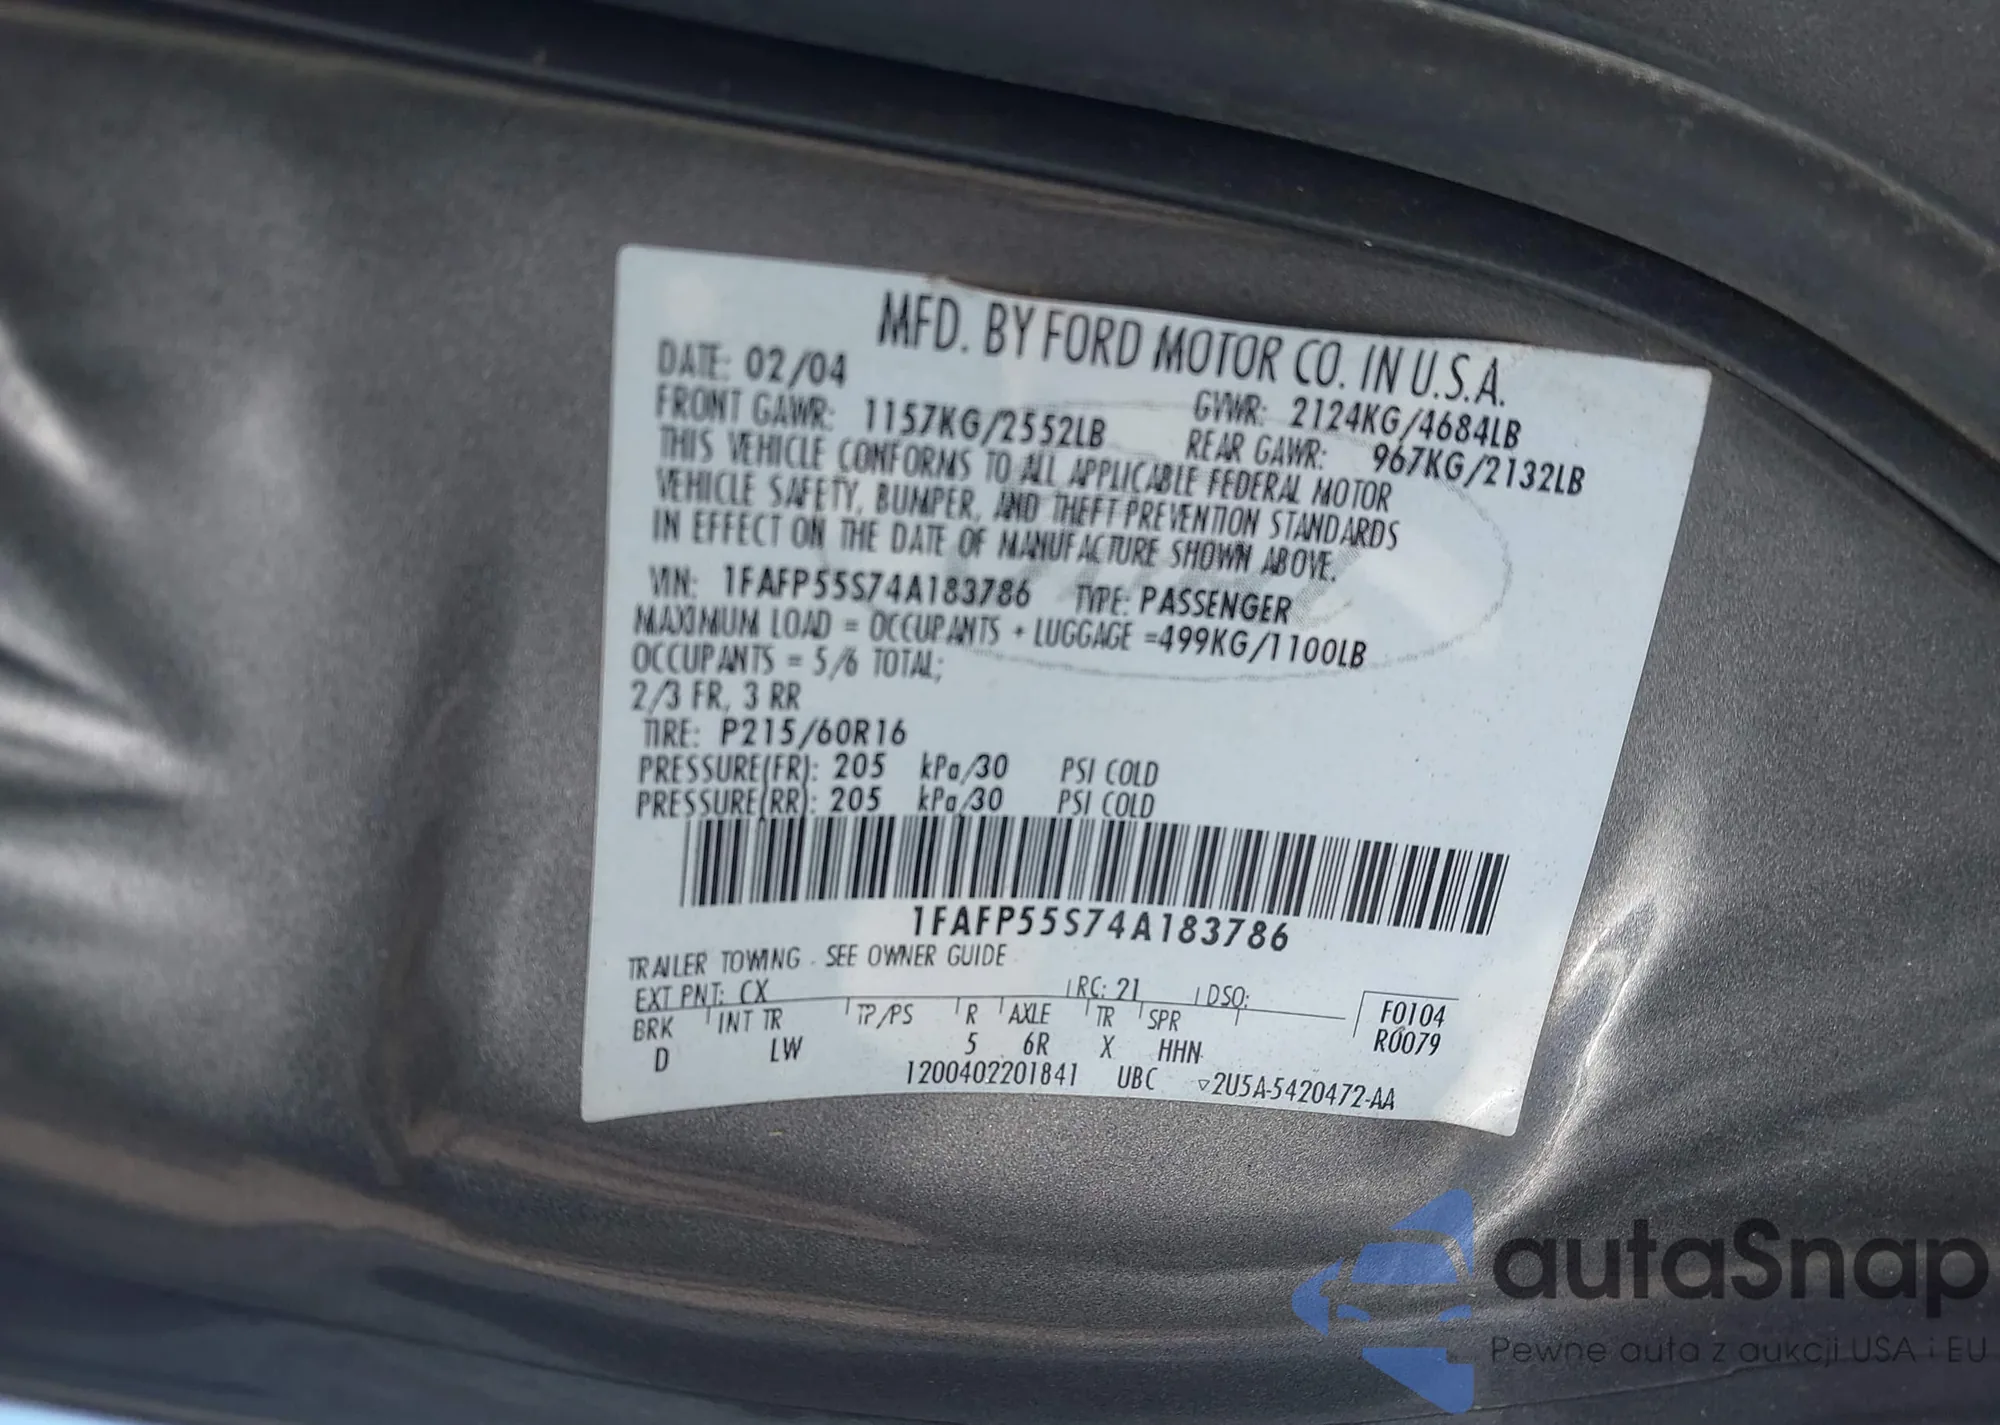 MFD. BY FORD MOTOR CO. IN U.S.A.
DATE: 02/04 GVWR: 2124KG/4684LB
FRONT GAWR: 1157KG/2552LB REAR GAWR: 967KG/2132LB
THIS VEHICLE CONFORMS TO ALL APPLICABLE FEDERAL MOTOR
VEHICLE SAFETY, BUMPER, AND THEFT PREVENTION STANDARDS
IN EFFECT ON THE DATE OF MANUFACTURE SHOWN ABOVE.
VIN: 1FAFP55S74A183786 TYPE: PASSENGER
MAXIMUM LOAD = OCCUPANTS + LUGGAGE =499KG/1100LB
OCCUPANTS = 5/6 TOTAL;
2/3 FR, 3 RR
TIRE: P215/60R16
PRESSURE(FR): 205 kPa/30 PSI COLD
PRESSURE(RR): 205 kPa/30 PSI COLD
1FAFP55S74A183786
TRAILER TOWING - SEE OWNER GUIDE
EXT PNT: CX RC: 21 DSO: F0104
BRK INT TR TP/PS R AXLE TR SPR R0079
D LW 5 6R X HHN
1200402201841 UBC ▽2U5A-5420472-AA
autaSnap
Pewne auta z aukcji USA i EU